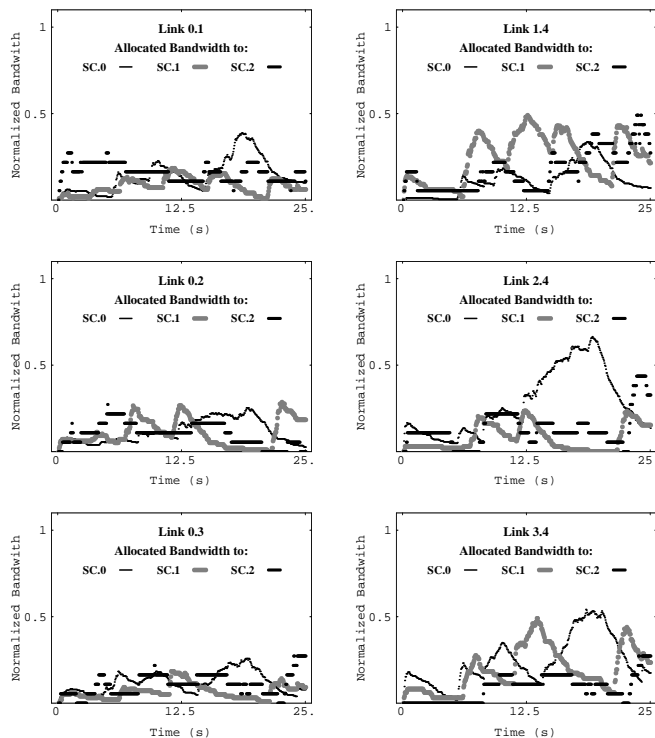 Link 0.1
Allocated Bandwidth to:
SC.0 SC.1 SC.2
Normalized Bandwith
1
0.5
0 12.5 25.
Time (s)
Link 1.4
Allocated Bandwidth to:
SC.0 SC.1 SC.2
Normalized Bandwith
1
0.5
0 12.5 25.
Time (s)
Link 0.2
Allocated Bandwidth to:
SC.0 SC.1 SC.2
Normalized Bandwith
1
0.5
0 12.5 25.
Time (s)
Link 2.4
Allocated Bandwidth to:
SC.0 SC.1 SC.2
Normalized Bandwith
1
0.5
0 12.5 25.
Time (s)
Link 0.3
Allocated Bandwidth to:
SC.0 SC.1 SC.2
Normalized Bandwith
1
0.5
0 12.5 25.
Time (s)
Link 3.4
Allocated Bandwidth to:
SC.0 SC.1 SC.2
Normalized Bandwith
1
0.5
0 12.5 25.
Time (s)